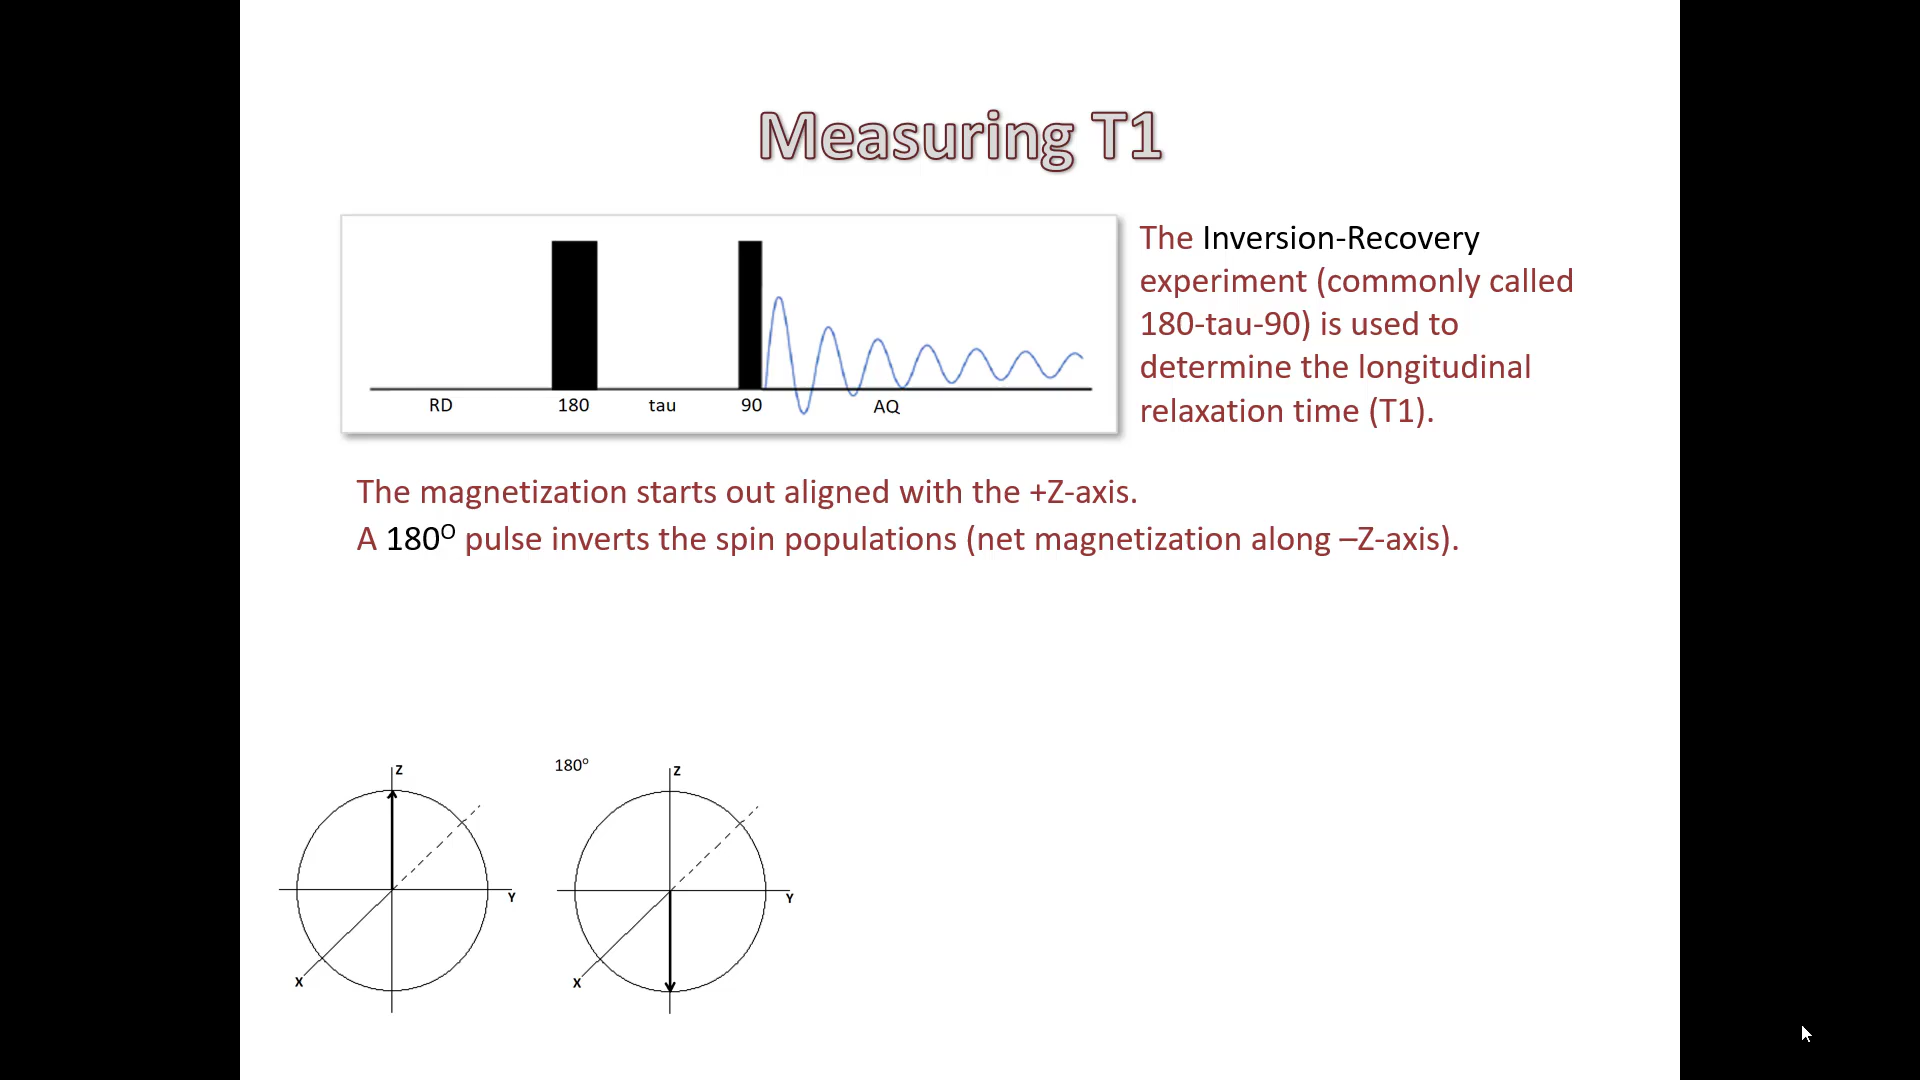 Measuring T1
RD 180 tau 90 AQ
The Inversion-Recovery
experiment (commonly called
180-tau-90) is used to
determine the longitudinal
relaxation time (T1).
The magnetization starts out aligned with the +Z-axis.
A 180ᴼ pulse inverts the spin populations (net magnetization along –Z-axis).
Z
Y
X
180ᵒ
Z
Y
X